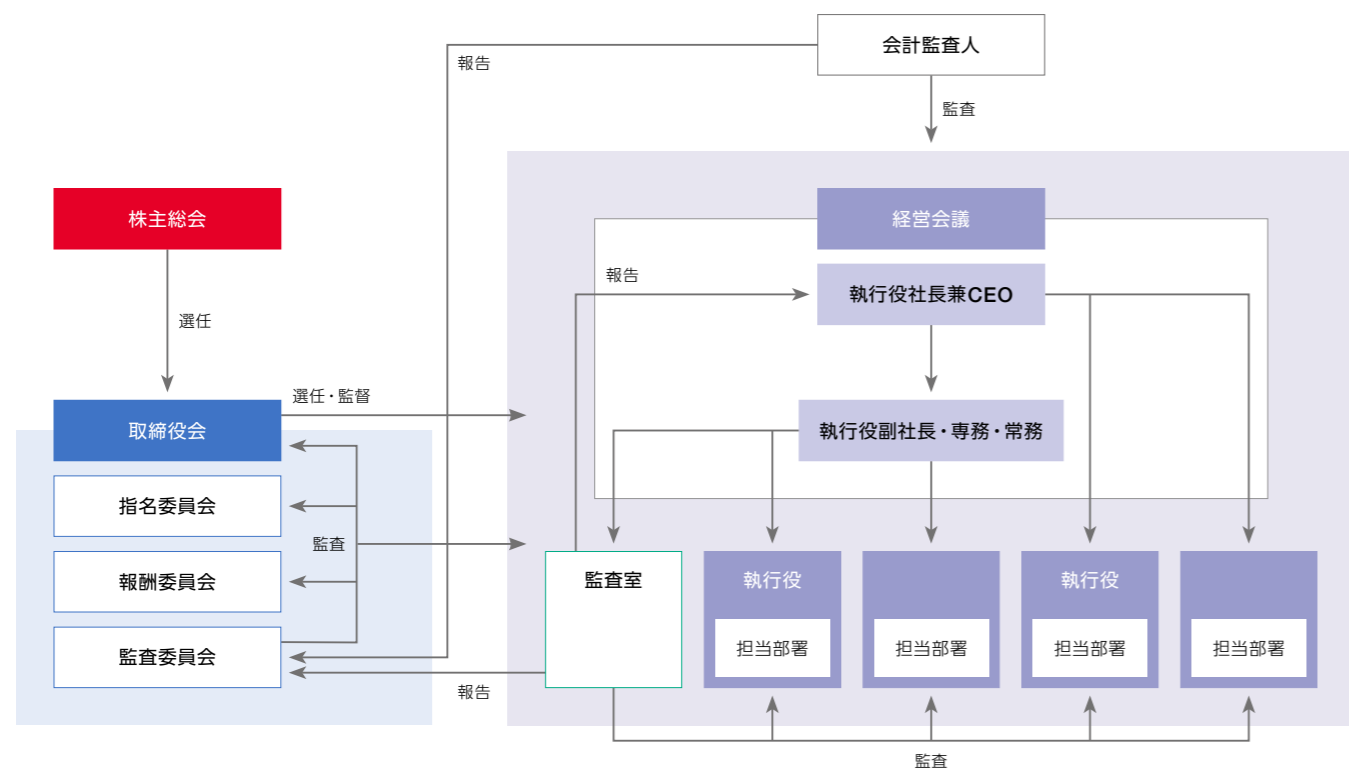 会計監査人
報告
監査
株主総会
経営会議
報告
執行役社長兼CEO
選任
選任・監督
取締役会
執行役副社長・専務・常務
指名委員会
監査
報酬委員会
監査室
執行役
執行役
監査委員会
担当部署
担当部署
担当部署
担当部署
報告
監査